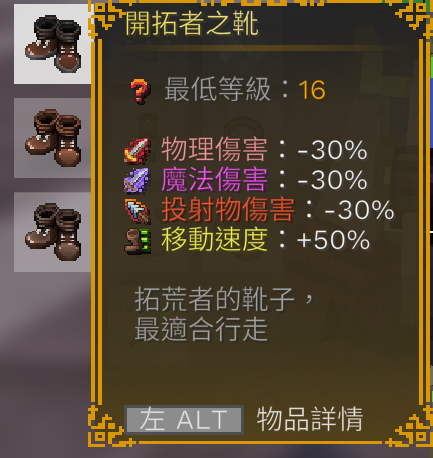 開拓者之靴
最低等級：16
物理傷害：-30%
魔法傷害：-30%
投射物傷害：-30%
移動速度：+50%
拓荒者的靴子，
最適合行走
左 ALT 物品詳情